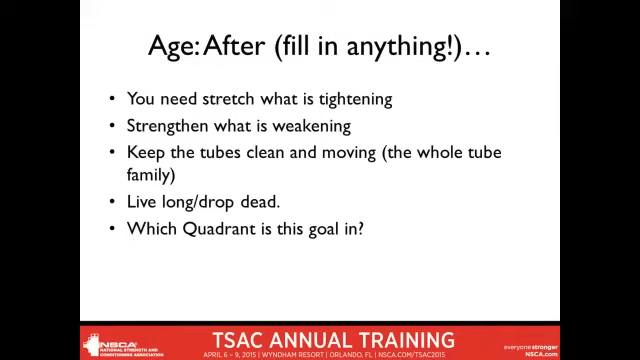 Age: After (fill in anything!)…
• You need stretch what is tightening
• Strengthen what is weakening
• Keep the tubes clean and moving (the whole tube
family)
• Live long/drop dead.
• Which Quadrant is this goal in?
NSCA
NATIONAL STRENGTH AND
CONDITIONING ASSOCIATION
TSAC ANNUAL TRAINING
APRIL 6 – 9, 2015 | WYNDHAM RESORT | ORLANDO, FL | NSCA.COM/TSAC2015
everyone stronger
NSCA.com